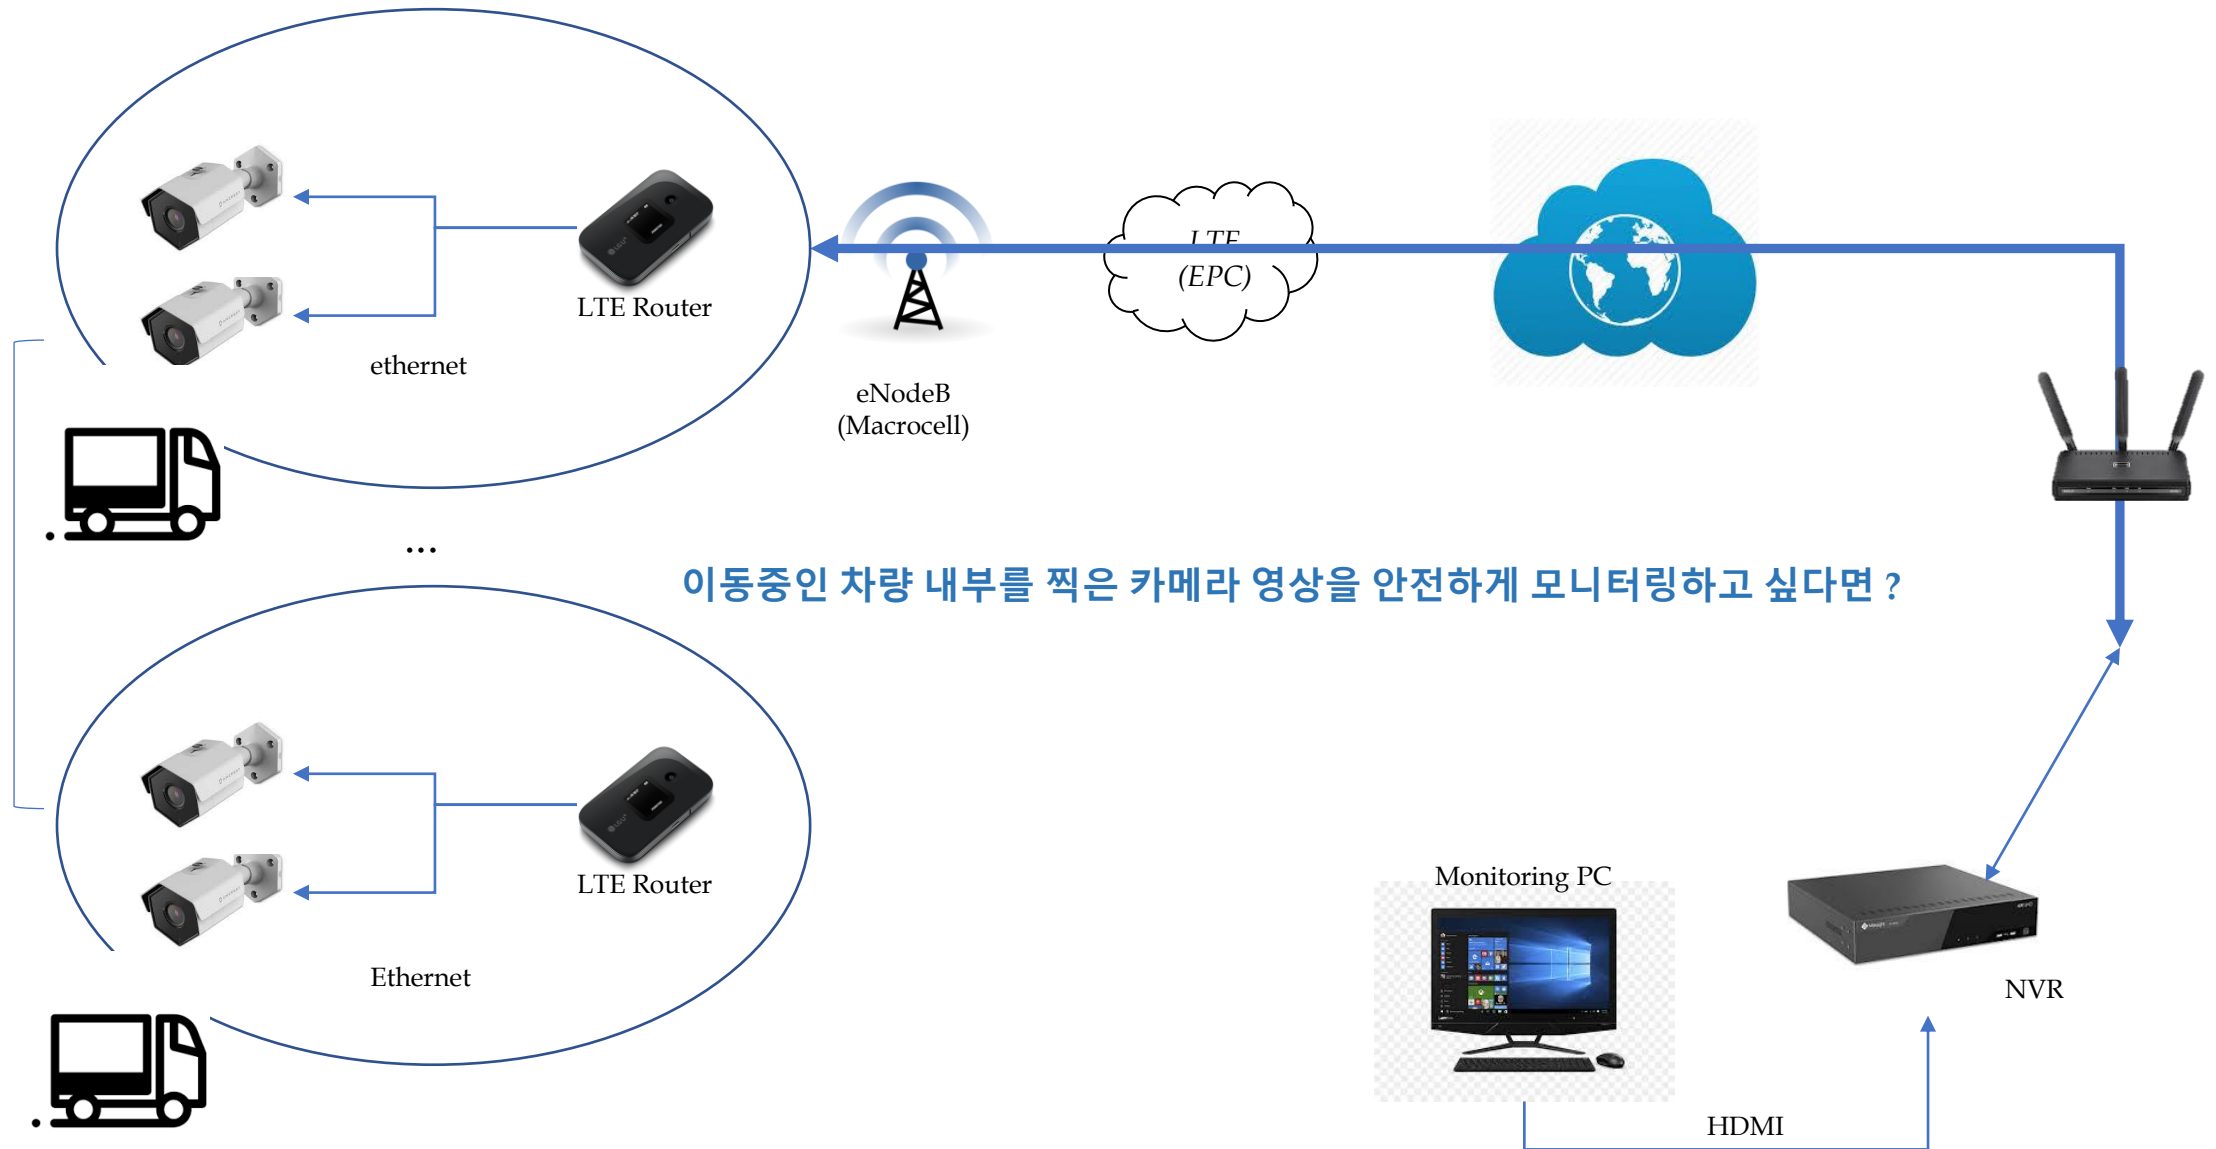 LTE
(EPC)
LTE Router
ethernet
eNodeB
(Macrocell)
...
이동중인 차량 내부를 찍은 카메라 영상을 안전하게 모니터링하고 싶다면 ?
LTE Router
Monitoring PC
Ethernet
NVR
HDMI